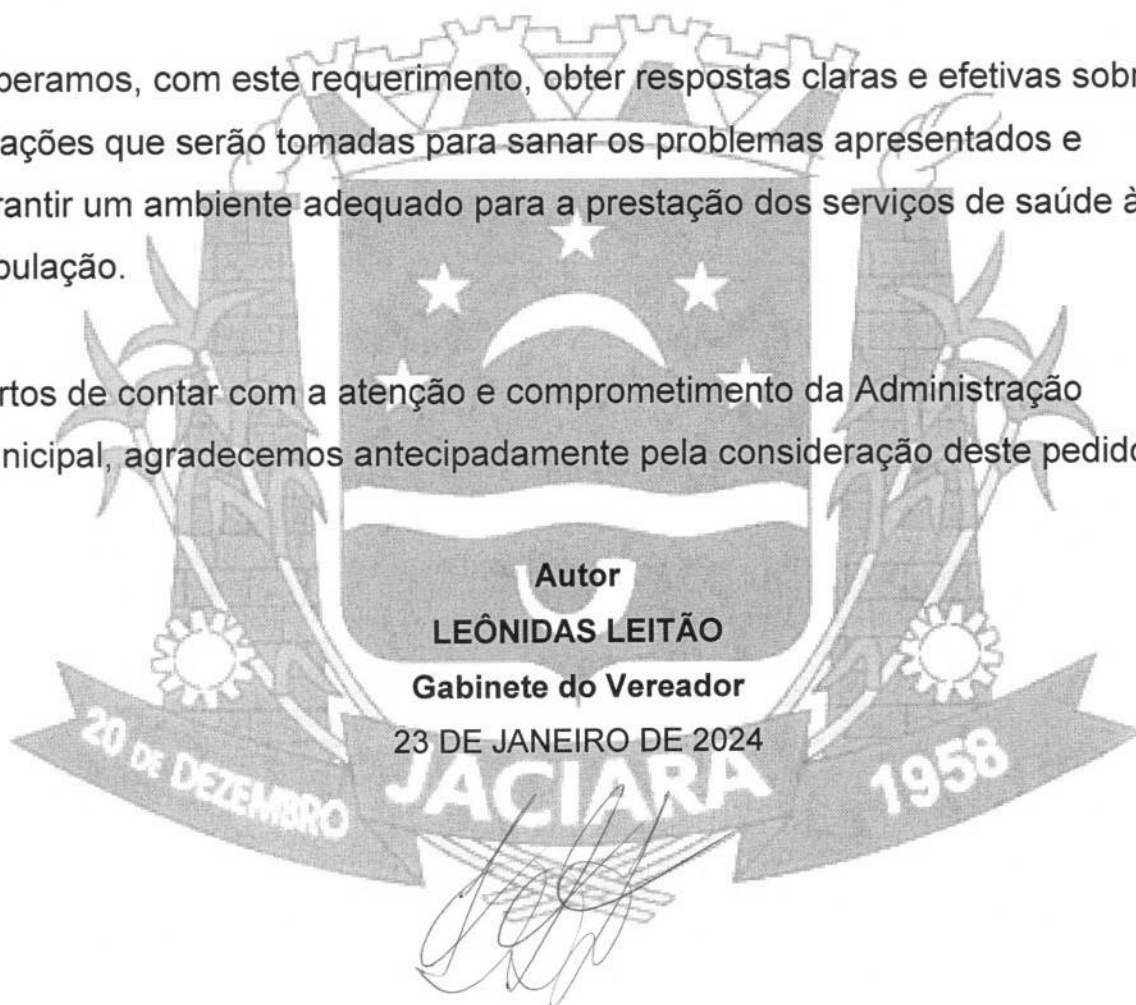 peramos, com este requerimento, obter respostas claras e efetivas sobr
ações que serão tomadas para sanar os problemas apresentados e
rantir um ambiente adequado para a prestação dos serviços de saúde à
pulação.
rtos de contar com a atenção e comprometimento da Administração
nicipal, agradecemos antecipadamente pela consideração deste pedido
Autor
LEÔNIDAS LEITÃO
Gabinete do Vereador
23 DE JANEIRO DE 2024
20 DE DEZEMBRO
JACIARA
1958